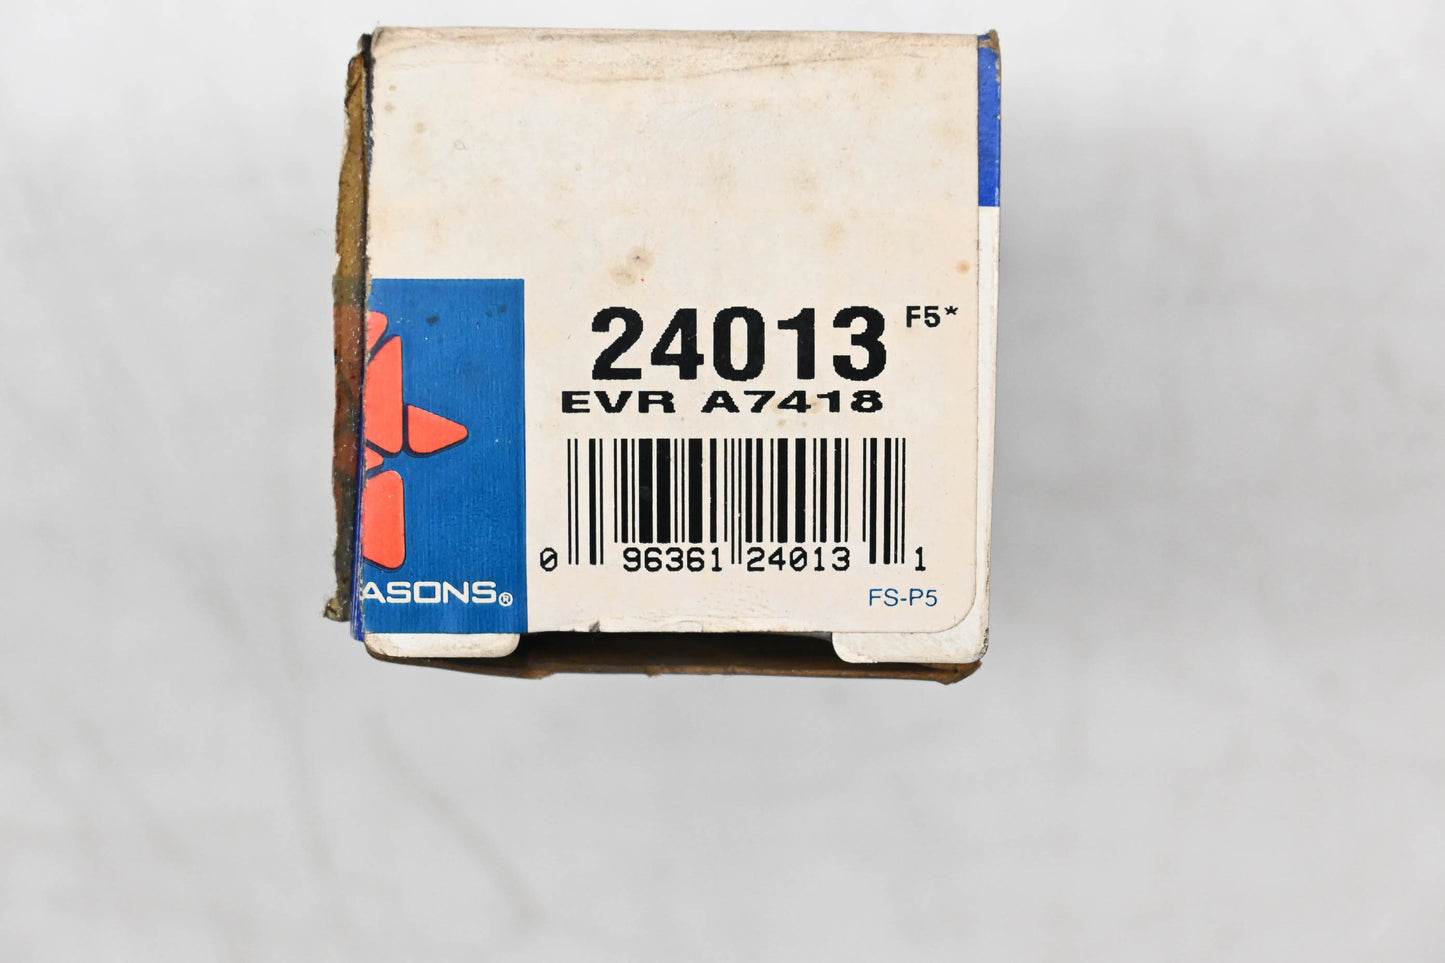 24013 F5*
EVR A7418
0 96361 24013 1
ASONS®
FS-P5